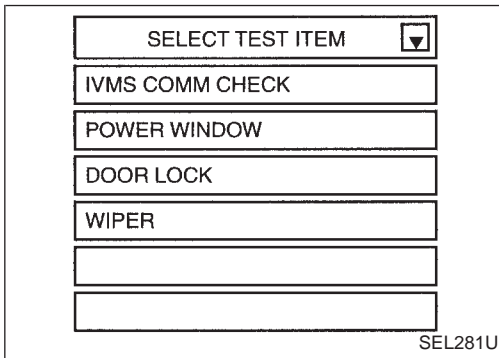 SELECT TEST ITEM
IVMS COMM CHECK
POWER WINDOW
DOOR LOCK
WIPER
SEL281U